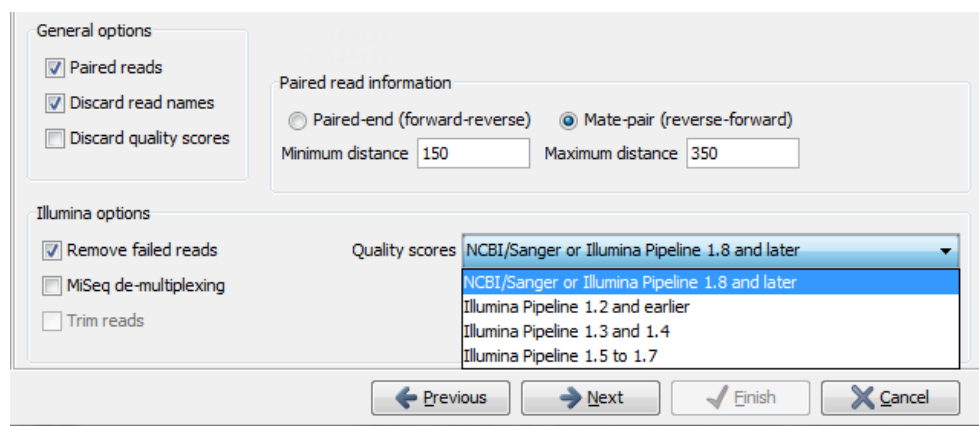 General options
Paired reads
Discard read names
Discard quality scores
Paired read information
Paired-end (forward-reverse) Mate-pair (reverse-forward)
Minimum distance 150 Maximum distance 350
Illumina options
Remove failed reads
MiSeq de-multiplexing
Trim reads
Quality scores NCBI/Sanger or Illumina Pipeline 1.8 and later
NCBI/Sanger or Illumina Pipeline 1.8 and later
Illumina Pipeline 1.2 and earlier
Illumina Pipeline 1.3 and 1.4
Illumina Pipeline 1.5 to 1.7
Previous Next Finish Cancel